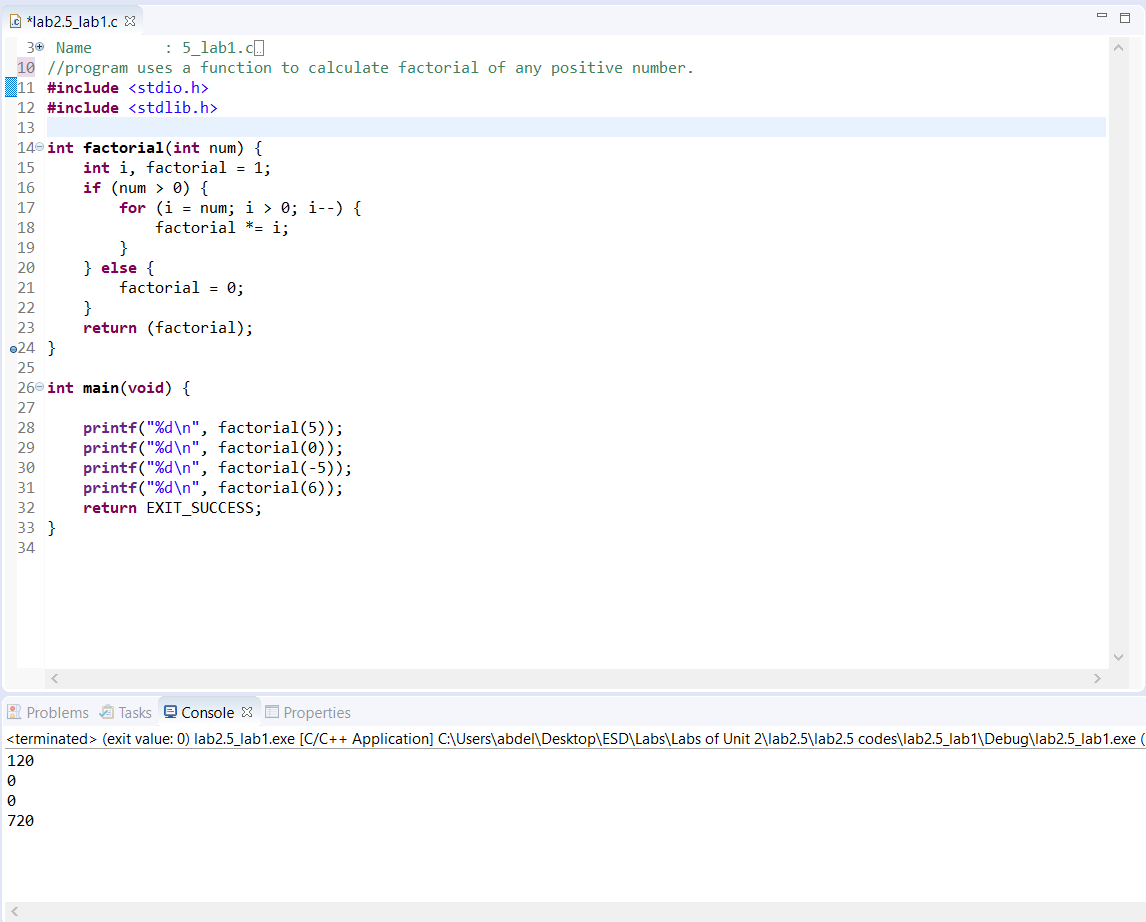 *lab2.5_lab1.c
3 Name        : 5_lab1.c
10 //program uses a function to calculate factorial of any positive number.
11 #include <stdio.h>
12 #include <stdlib.h>
13
14 int factorial(int num) {
15     int i, factorial = 1;
16     if (num > 0) {
17         for (i = num; i > 0; i--) {
18             factorial *= i;
19         }
20     } else {
21         factorial = 0;
22     }
23     return (factorial);
24 }
25
26 int main(void) {
27
28     printf("%d\n", factorial(5));
29     printf("%d\n", factorial(0));
30     printf("%d\n", factorial(-5));
31     printf("%d\n", factorial(6));
32     return EXIT_SUCCESS;
33 }
34
Problems Tasks Console Properties
<terminated> (exit value: 0) lab2.5_lab1.exe [C/C++ Application] C:\Users\abdel\Desktop\ESD\Labs\Labs of Unit 2\lab2.5\lab2.5 codes\lab2.5_lab1\Debug\lab2.5_lab1.exe (
120
0
0
720